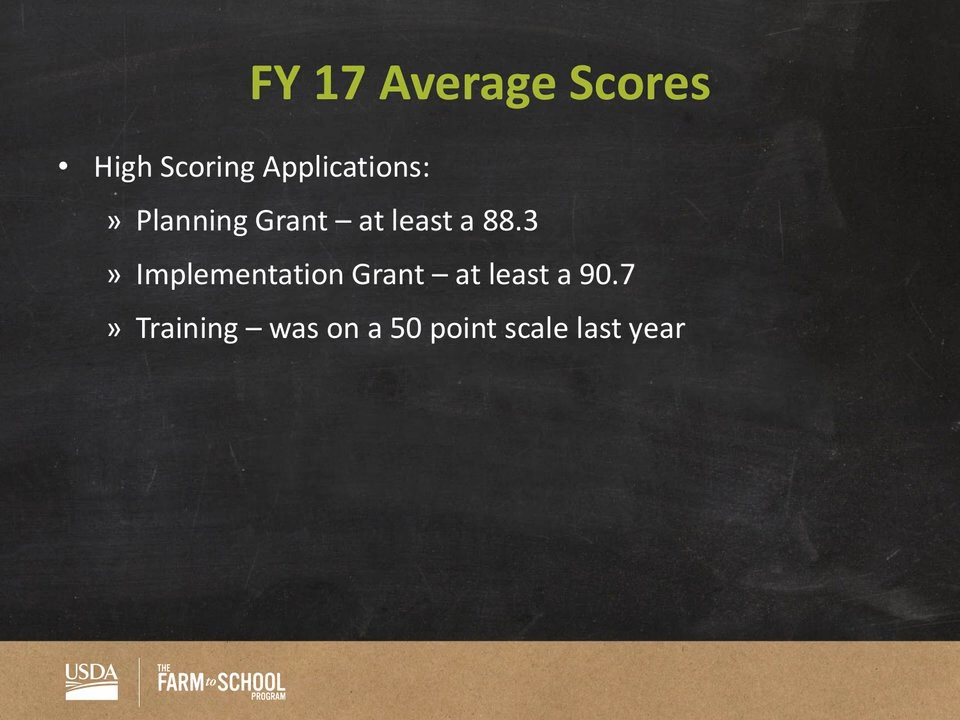 FY 17 Average Scores
• High Scoring Applications:
» Planning Grant – at least a 88.3
» Implementation Grant – at least a 90.7
» Training – was on a 50 point scale last year
USDA
THE
FARM to SCHOOL
PROGRAM